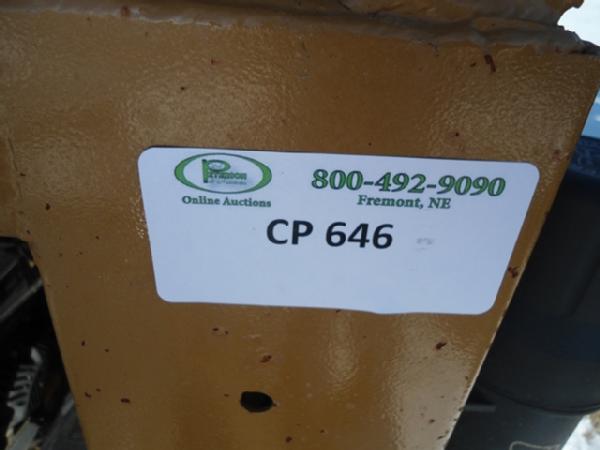 800-492-9090
Online Auctions
Fremont, NE
CP 646